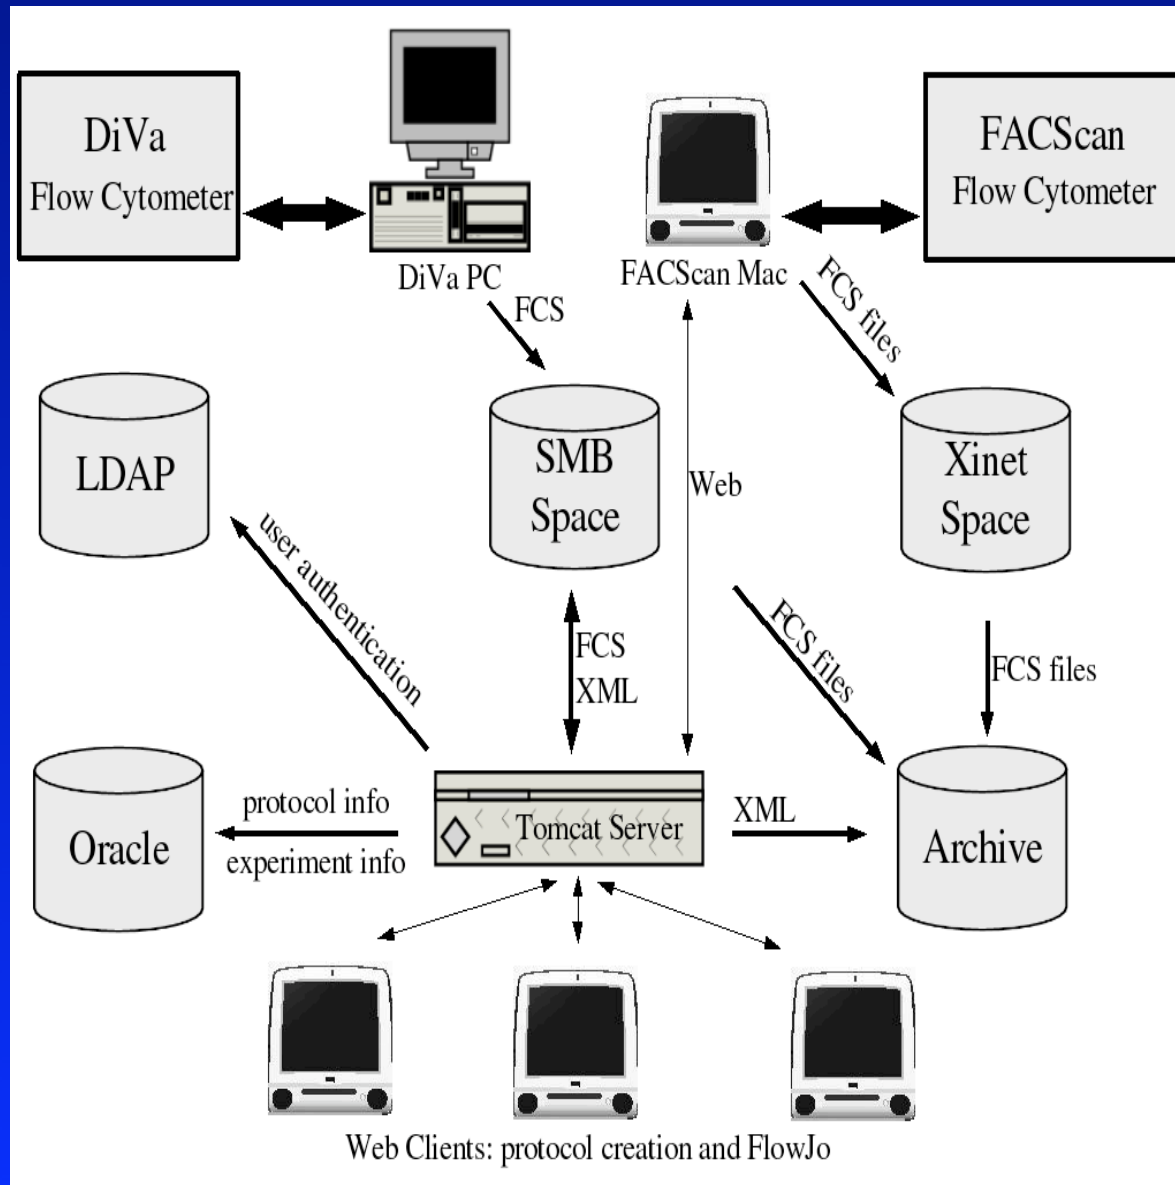 DiVa
Flow Cytometer
FACScan
Flow Cytometer
DiVa PC
FACScan Mac
FCS
FCS files
LDAP
SMB
Space
Web
Xinet
Space
user authentication
FCS
XML
FCS files
FCS files
protocol info
experiment info
Oracle
Tomcat Server
XML
Archive
Web Clients: protocol creation and FlowJo